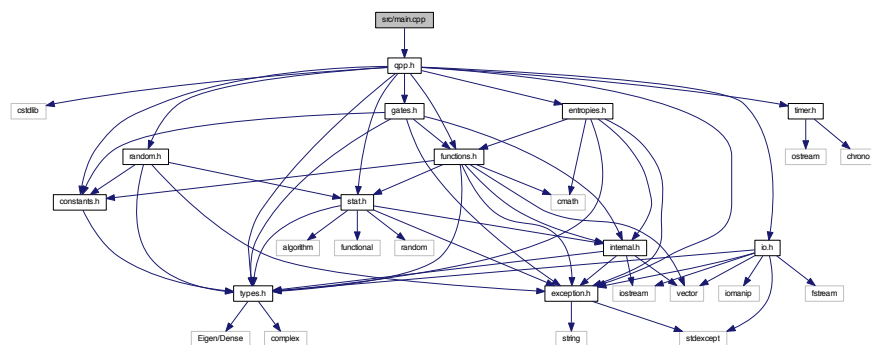 src/main.cpp
qpp.h
cstdlib
gates.h
entropies.h
timer.h
random.h
functions.h
ostream
chrono
constants.h
stat.h
cmath
algorithm
functional
random
internal.h
io.h
types.h
exception.h
iostream
vector
iomanip
fstream
Eigen/Dense
complex
string
stdexcept